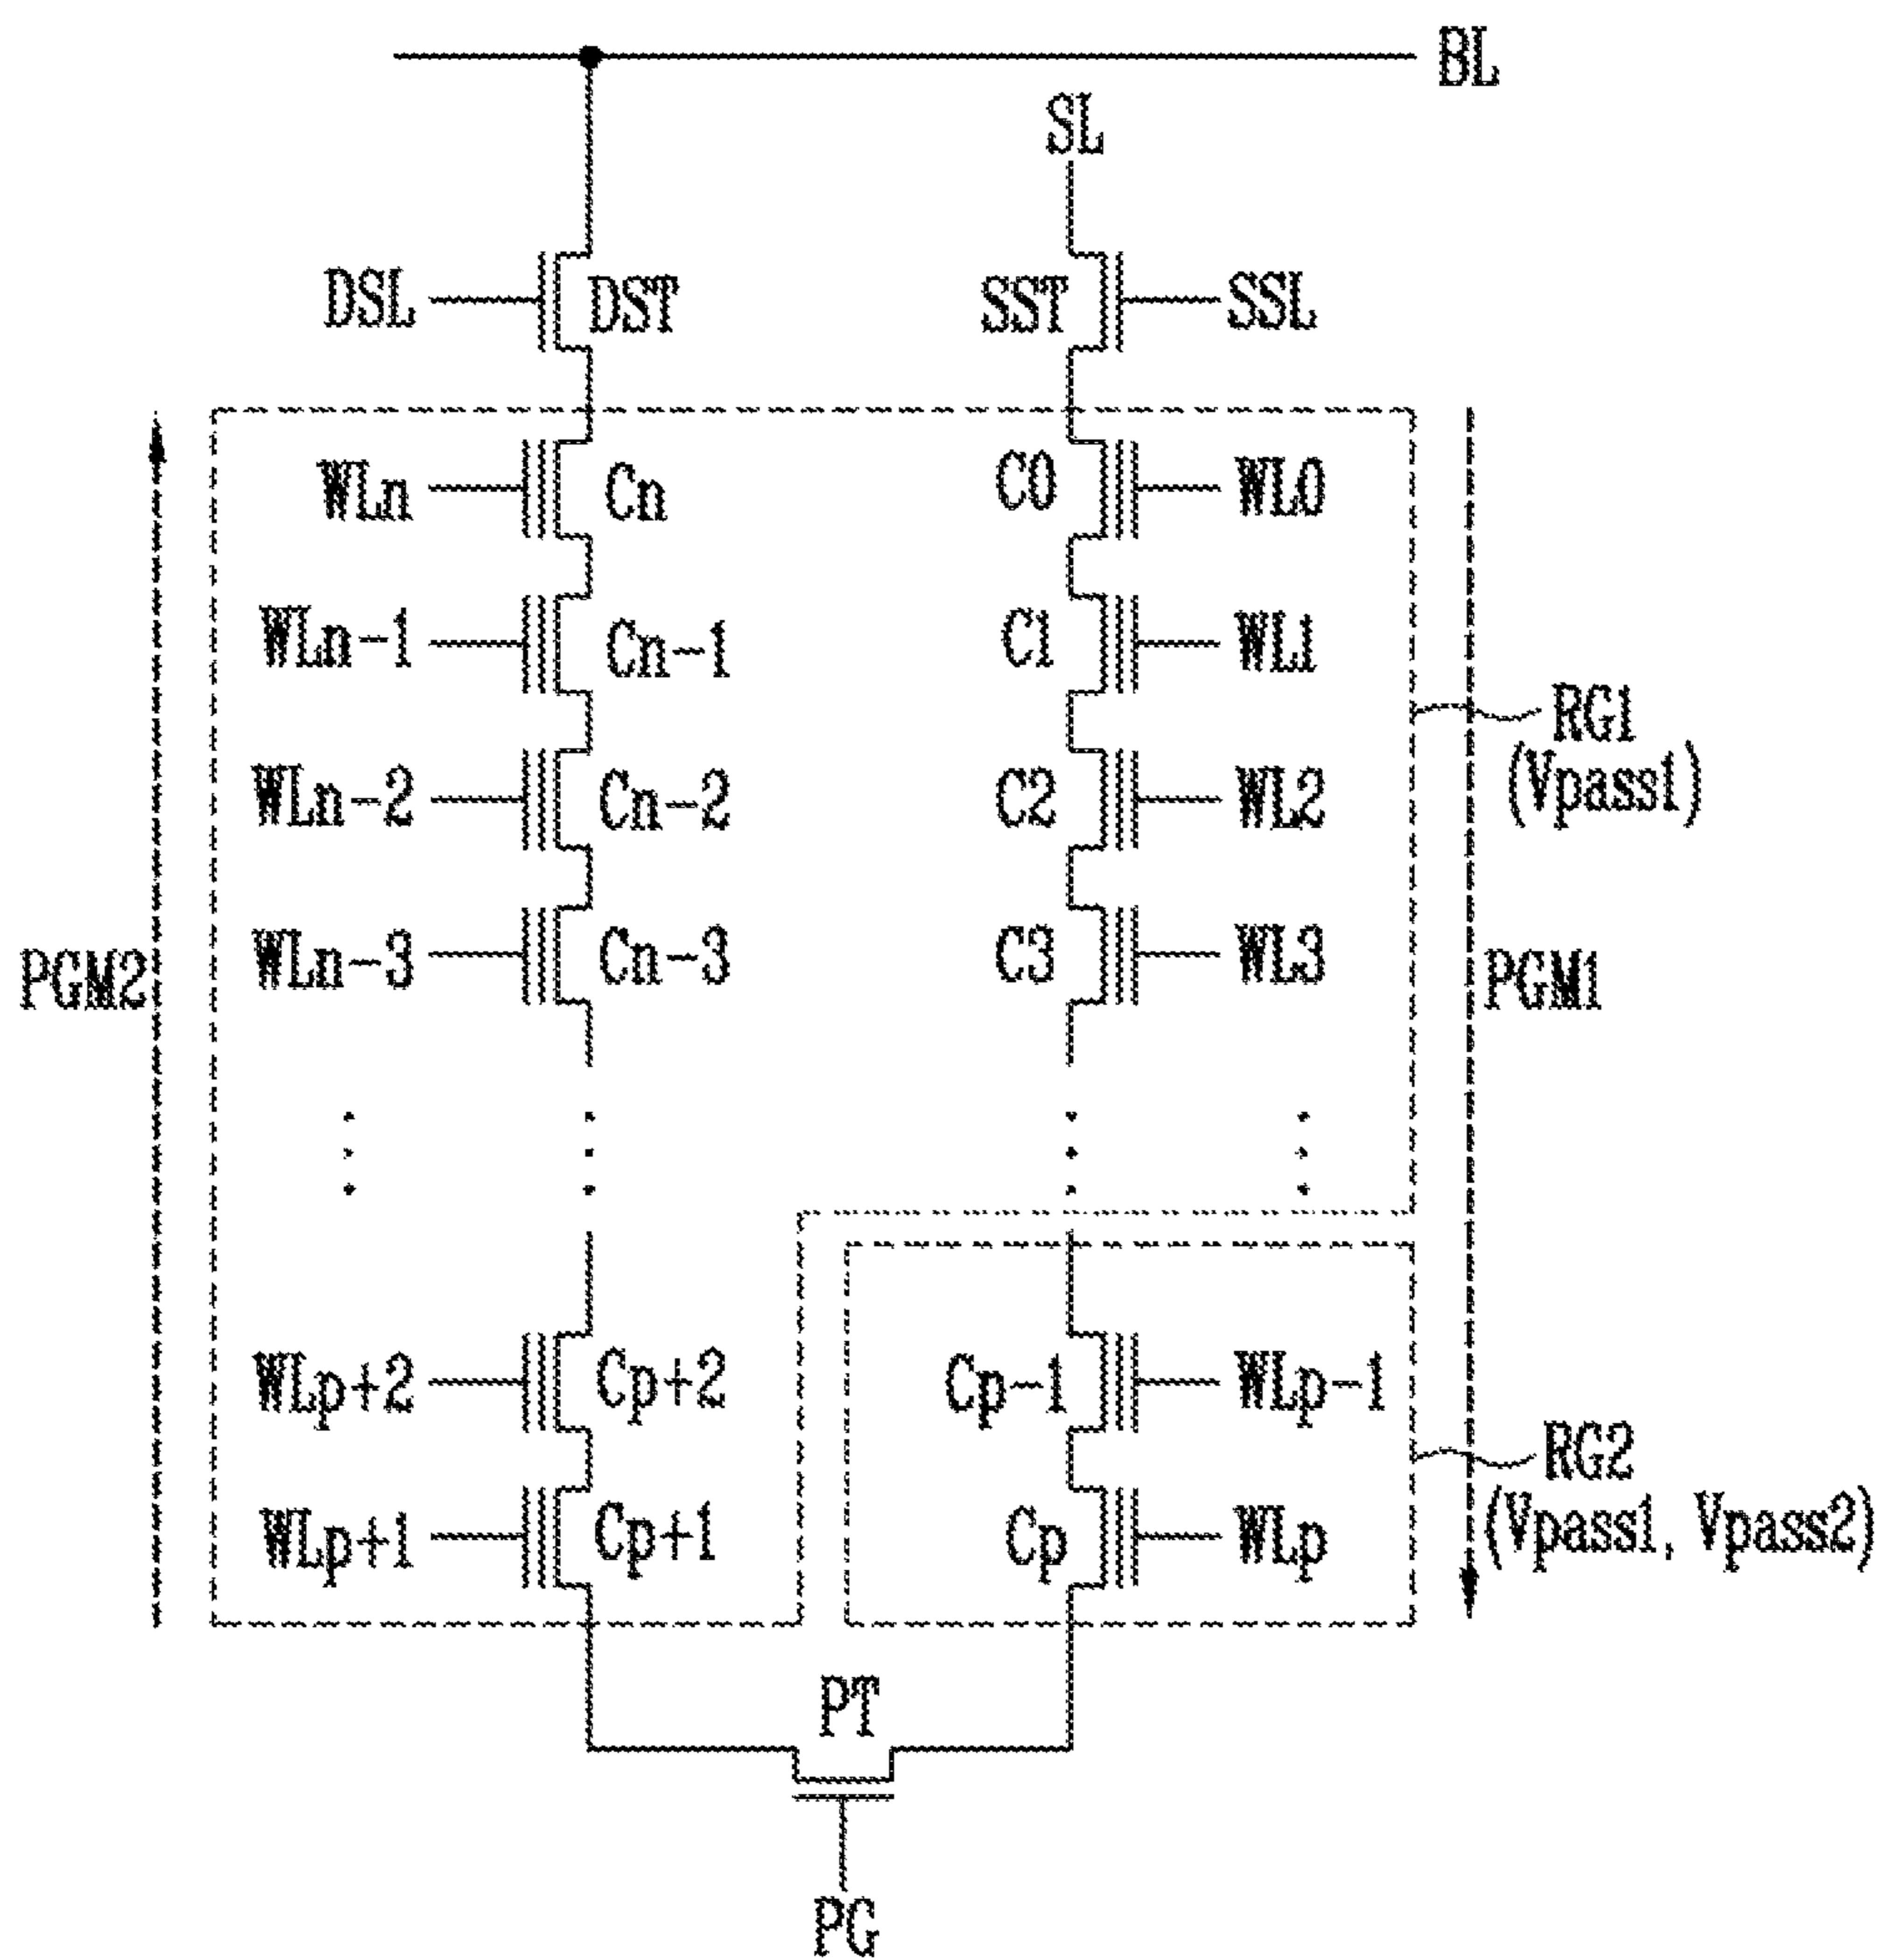 BL
SL
DSL DST SST SSL
WLn Cn C0 WL0
WLn-1 Cn-1 C1 WL1
RG1
(Vpass1)
WLn-2 Cn-2 C2 WL2
WLn-3 Cn-3 C3 WL3
PGM2 PGM1
WLp+2 Cp+2 Cp-1 WLp-1
RG2
(Vpass1, Vpass2)
WLp+1 Cp+1 Cp WLp
PT
PG